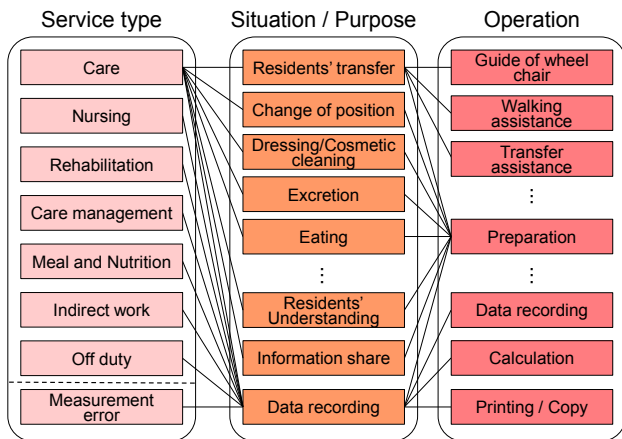 Service type
Care
Nursing
Rehabilitation
Care management
Meal and Nutrition
Indirect work
Off duty
Measurement
error
Situation / Purpose
Residents' transfer
Change of position
Dressing/Cosmetic
cleaning
Excretion
Eating
⋮
Residents'
Understanding
Information share
Data recording
Operation
Guide of wheel
chair
Walking
assistance
Transfer
assistance
⋮
Preparation
⋮
Data recording
Calculation
Printing / Copy